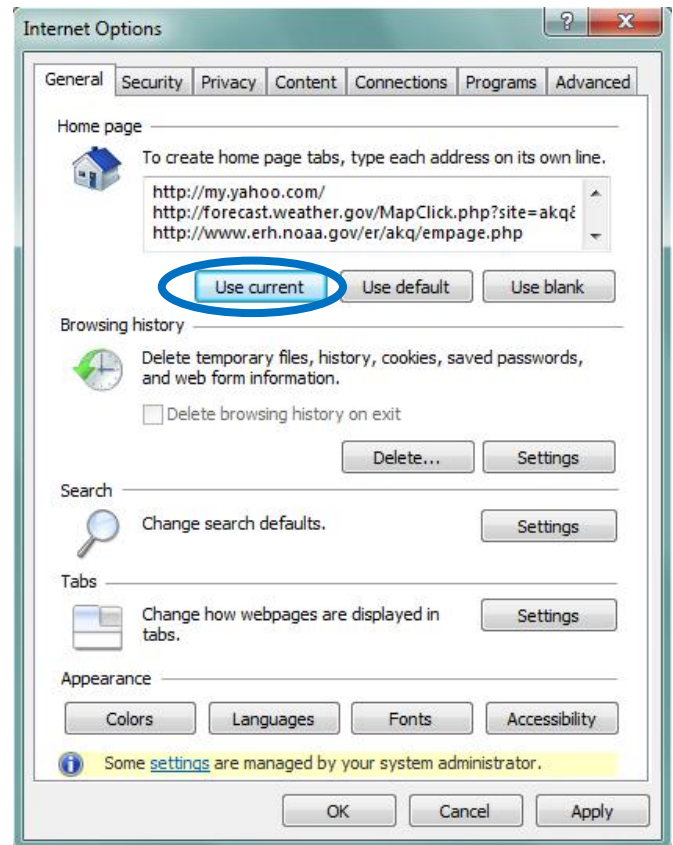 Internet Options
?
X
General Security Privacy Content Connections Programs Advanced
Home page
To create home page tabs, type each address on its own line.
http://my.yahoo.com/
http://forecast.weather.gov/MapClick.php?site=akq&
http://www.erh.noaa.gov/er/akq/empage.php
Use current Use default Use blank
Browsing history
Delete temporary files, history, cookies, saved passwords,
and web form information.
Delete browsing history on exit
Delete... Settings
Search
Change search defaults.
Settings
Tabs
Change how webpages are displayed in
tabs.
Settings
Appearance
Colors Languages Fonts Accessibility
Some settings are managed by your system administrator.
OK Cancel Apply